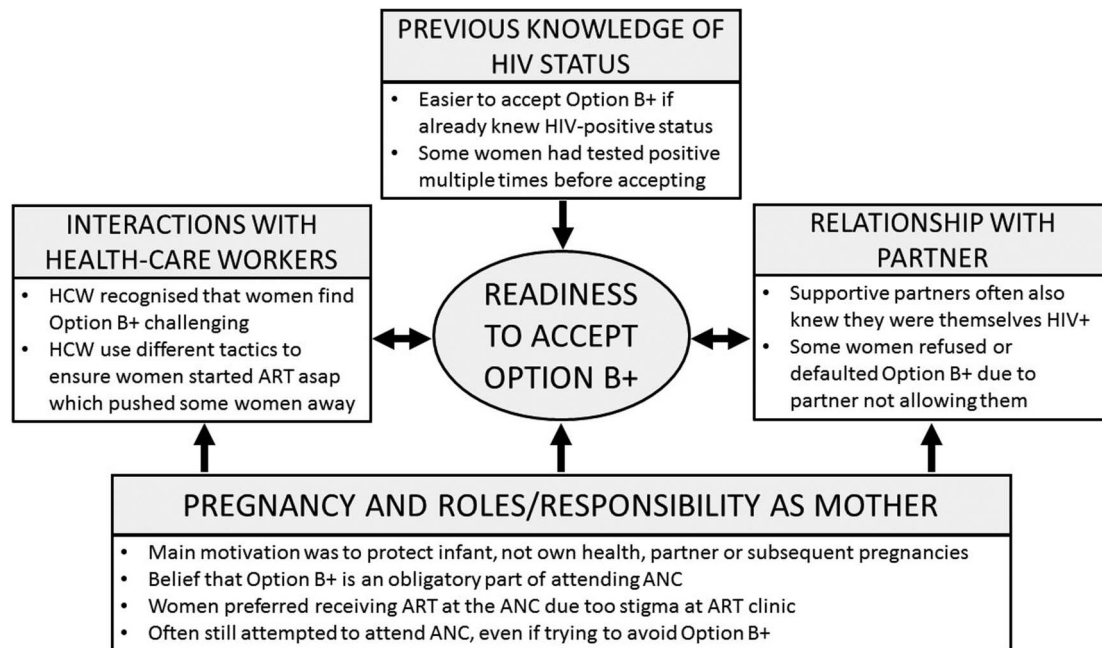 PREVIOUS KNOWLEDGE OF
HIV STATUS
• Easier to accept Option B+ if
already knew HIV-positive status
• Some women had tested positive
multiple times before accepting
INTERACTIONS WITH
HEALTH-CARE WORKERS
• HCW recognised that women find
Option B+ challenging
• HCW use different tactics to
ensure women started ART asap
which pushed some women away
READINESS
TO ACCEPT
OPTION B+
RELATIONSHIP WITH
PARTNER
• Supportive partners often also
knew they were themselves HIV+
• Some women refused or
defaulted Option B+ due to
partner not allowing them
PREGNANCY AND ROLES/RESPONSIBILITY AS MOTHER
• Main motivation was to protect infant, not own health, partner or subsequent pregnancies
• Belief that Option B+ is an obligatory part of attending ANC
• Women preferred receiving ART at the ANC due too stigma at ART clinic
• Often still attempted to attend ANC, even if trying to avoid Option B+